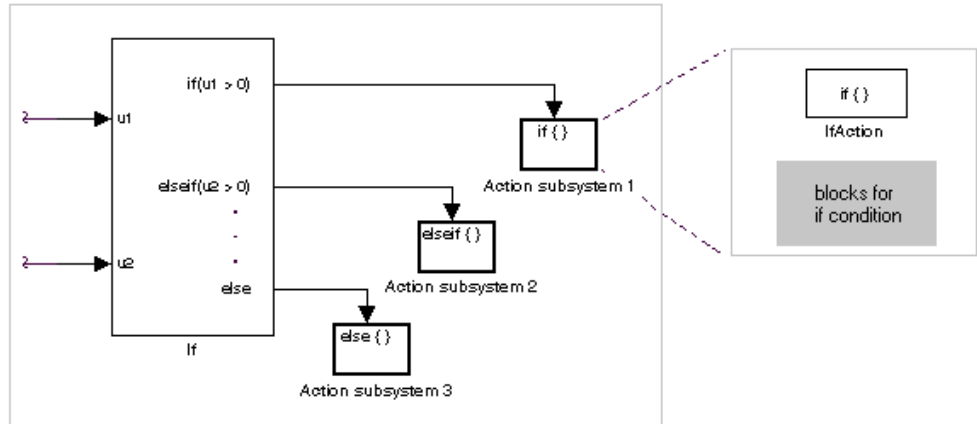 if(u1 > 0)
if { }
IfAction
u1
if { }
Action subsystem 1
elseif(u2 > 0)
blocks for
if condition
elseif { }
u2
Action subsystem 2
else
else { }
If
Action subsystem 3